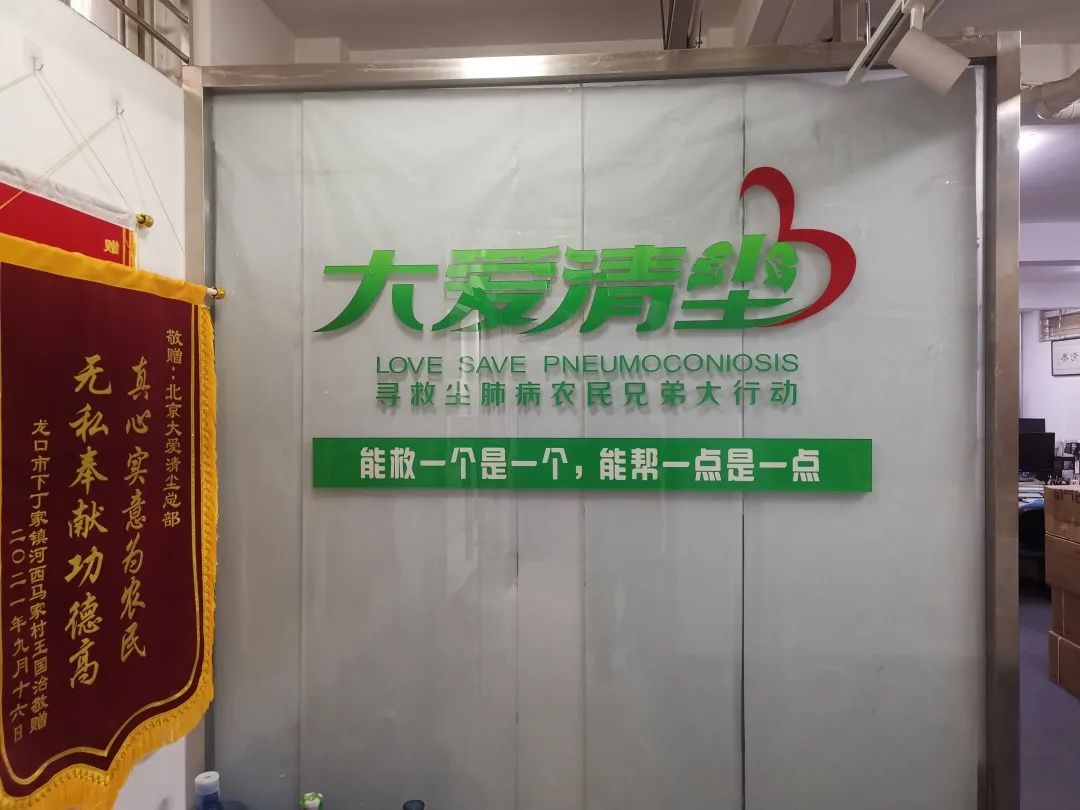 赠
敬赠：北京大爱清尘总部
真心实意为农民
无私奉献功德高
龙口市下丁家镇河西马家村王国治敬赠
二〇二一年九月十六日
大爱清尘
LOVE SAVE PNEUMOCONIOSIS
寻救尘肺病农民兄弟大行动
能救一个是一个，能帮一点是一点